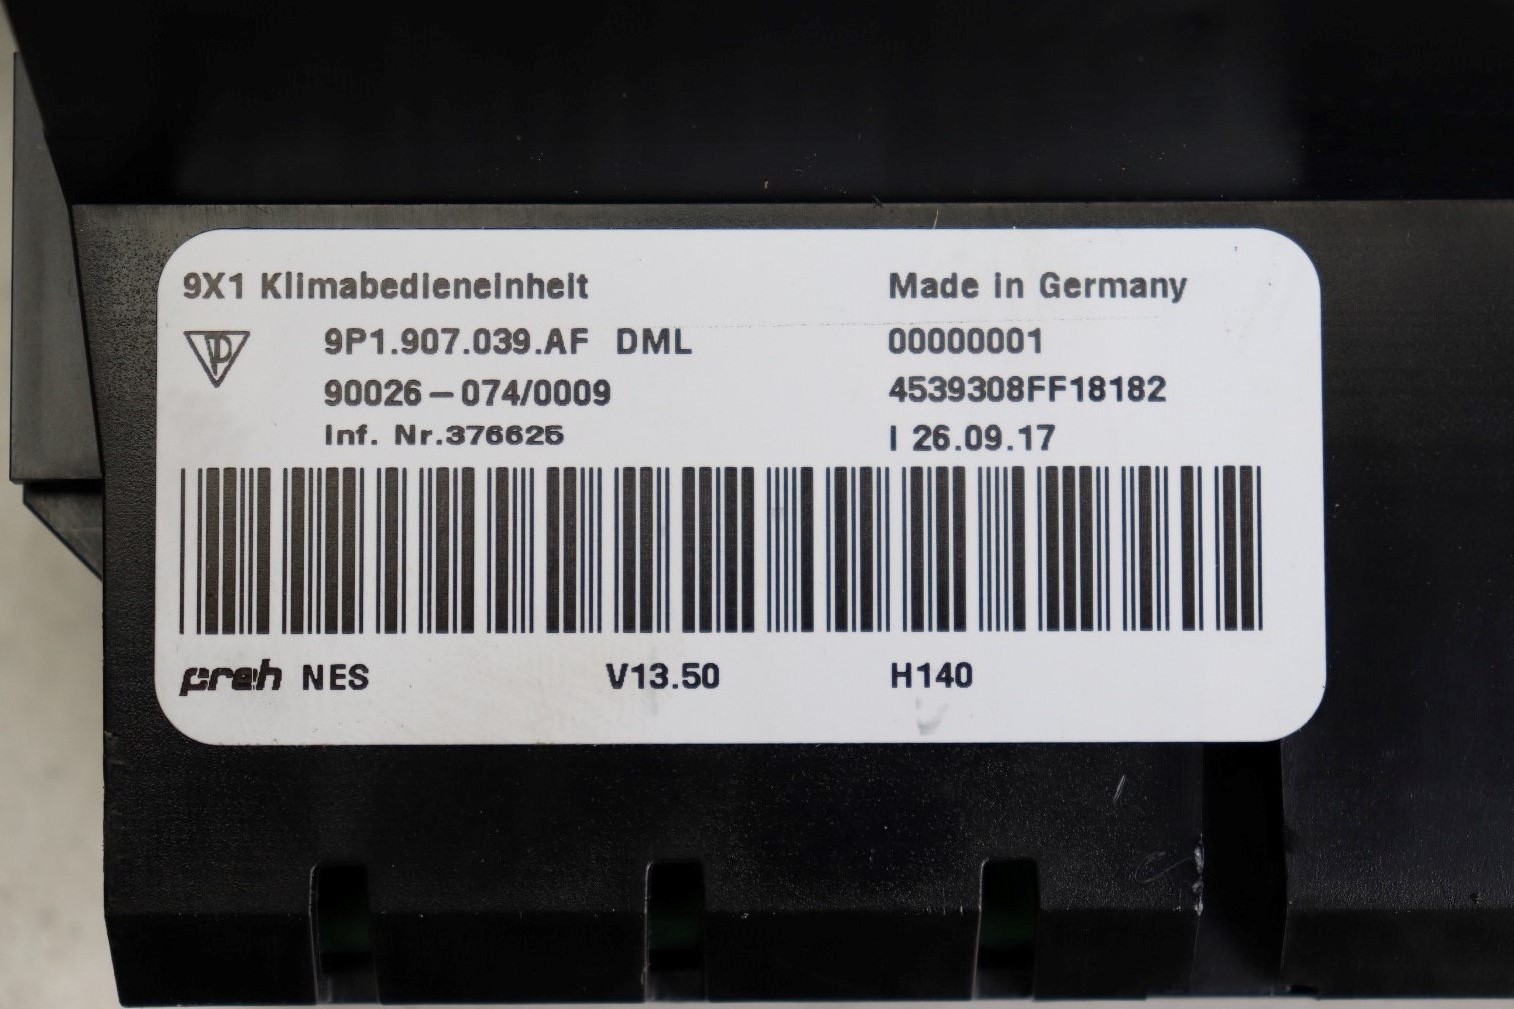 9X1 Klimabedieneinheit Made in Germany
9P1.907.039.AF DML 00000001
90026-074/0009 4539308FF18182
Inf. Nr.376625 I 26.09.17
preh NES V13.50 H140